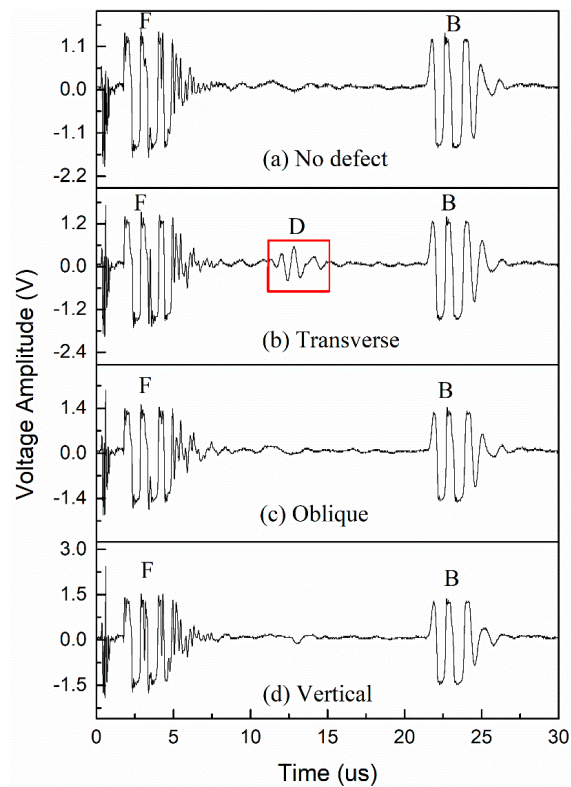 F
B
1.1
0.0
-1.1
-2.2
(a) No defect
F
D
B
1.2
0.0
-1.2
-2.4
(b) Transverse
F
B
1.4
0.0
-1.4
(c) Oblique
F
B
3.0
1.5
0.0
-1.5
(d) Vertical
0 5 10 15 20 25 30
Time (us)
Voltage Amplitude (V)